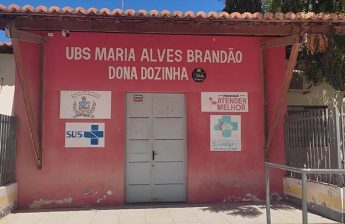 UBS MARIA ALVES BRANDÃO
DONA DOZINHA
ATENDER
MELHOR
SUS